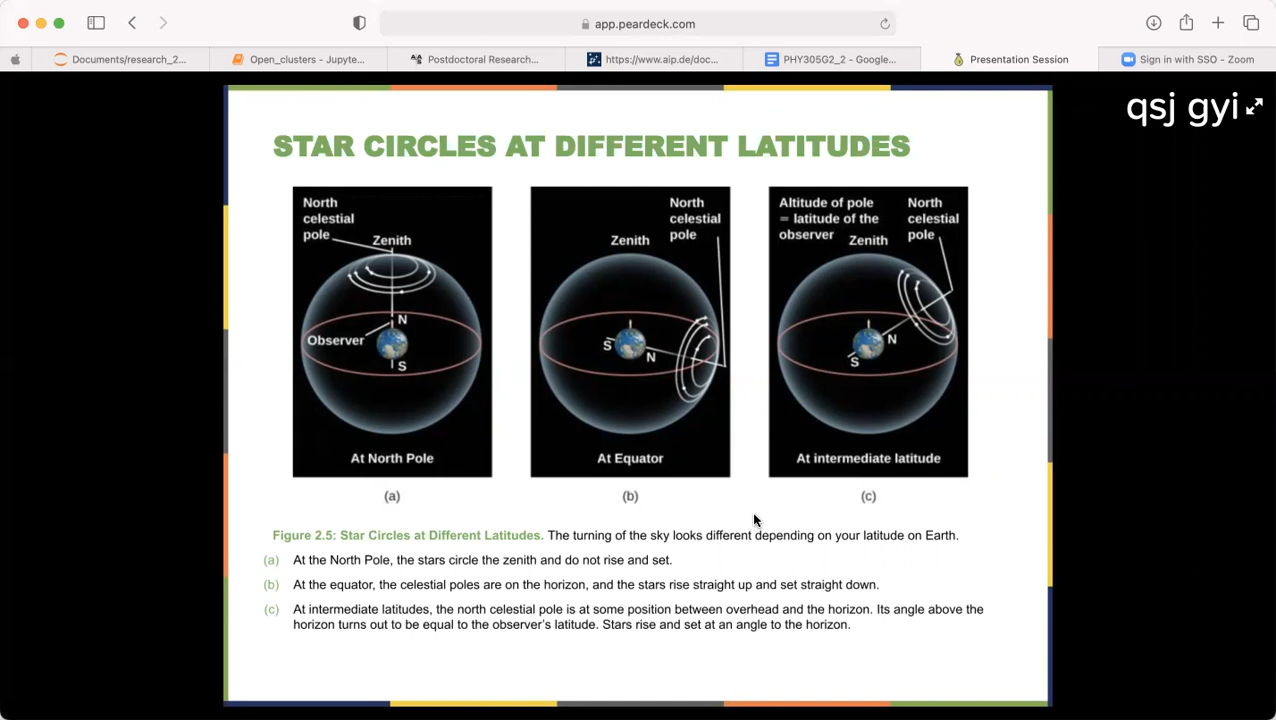 app.peardeck.com
Documents/research_2...
Open_clusters - Jupyte...
Postdoctoral Research...
https://www.aip.de/doc...
PHY305G2_2 - Google...
Presentation Session
Sign in with SSO - Zoom
qsj gyi
STAR CIRCLES AT DIFFERENT LATITUDES
North
celestial
pole
Zenith
N
Observer
S
At North Pole
(a)
North
celestial
pole
Zenith
S
N
At Equator
(b)
Altitude of pole
= latitude of the
observer
Zenith
North
celestial
pole
N
S
At intermediate latitude
(c)
Figure 2.5: Star Circles at Different Latitudes. The turning of the sky looks different depending on your latitude on Earth.
(a) At the North Pole, the stars circle the zenith and do not rise and set.
(b) At the equator, the celestial poles are on the horizon, and the stars rise straight up and set straight down.
(c) At intermediate latitudes, the north celestial pole is at some position between overhead and the horizon. Its angle above the
horizon turns out to be equal to the observer's latitude. Stars rise and set at an angle to the horizon.